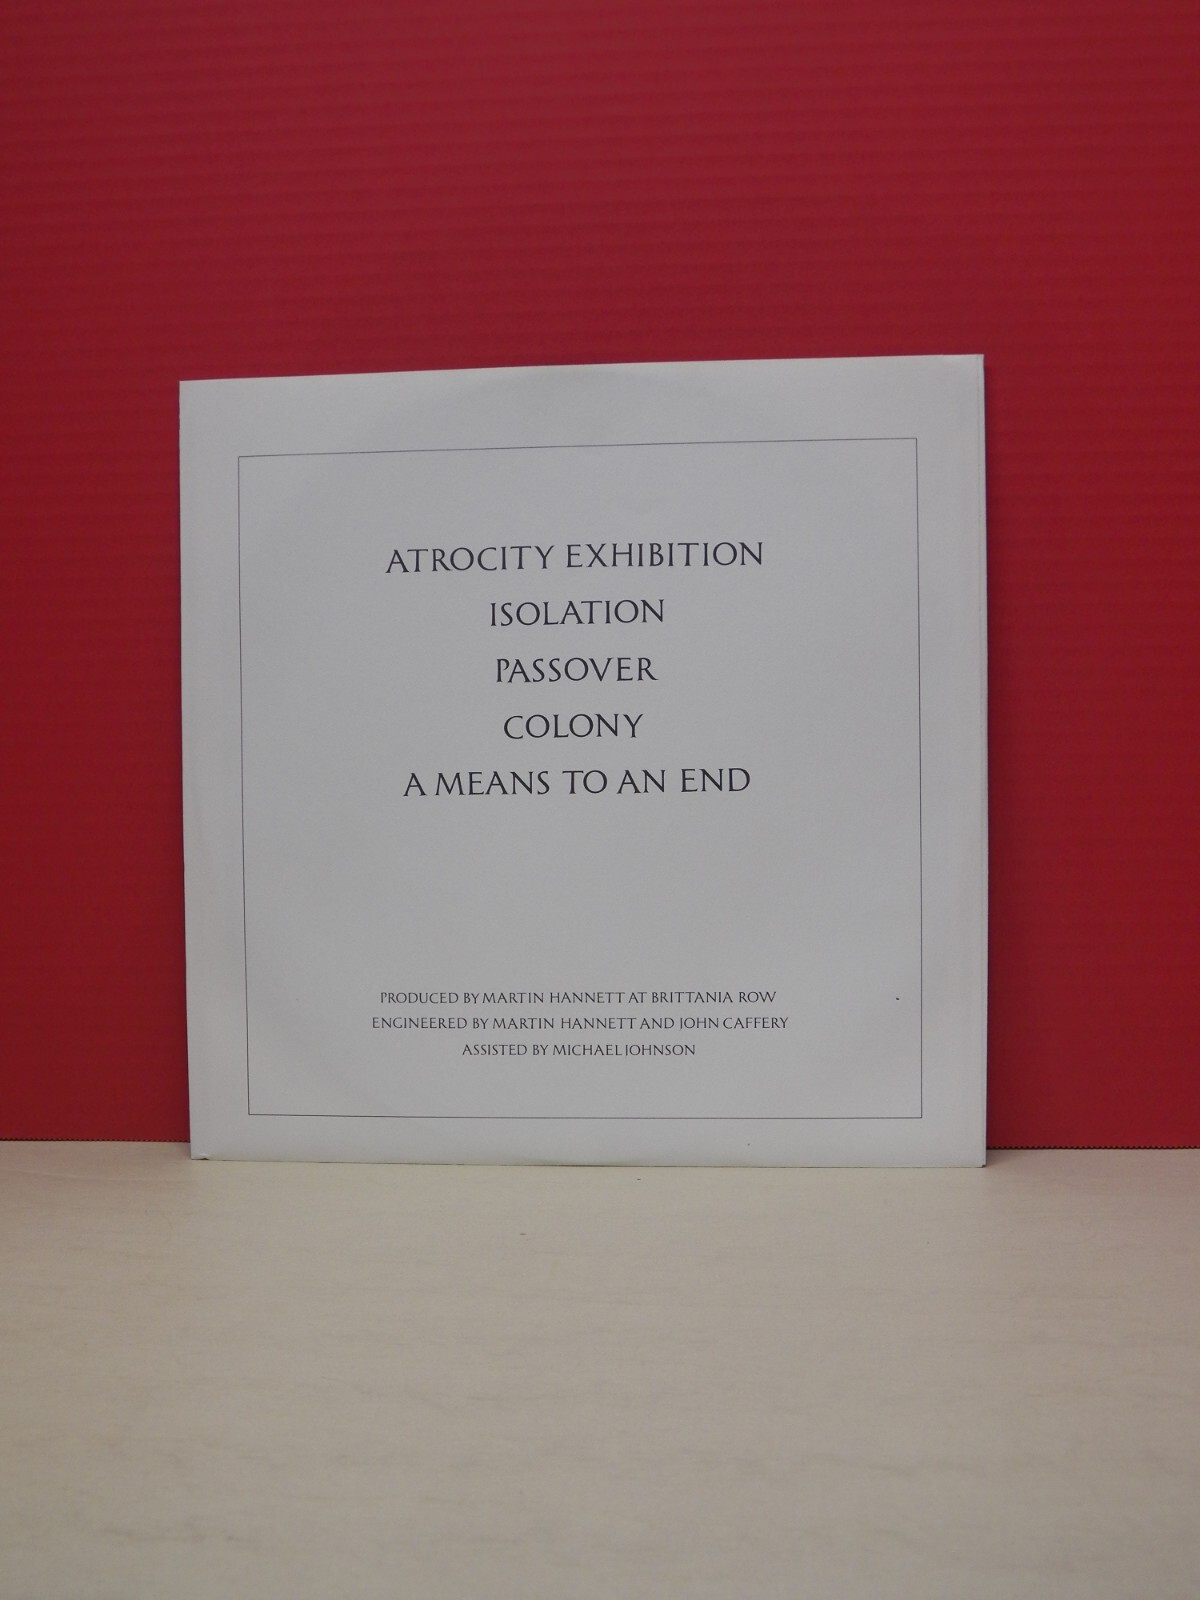 ATROCITY EXHIBITION
ISOLATION
PASSOVER
COLONY
A MEANS TO AN END
PRODUCED BY MARTIN HANNETT AT BRITTANIA ROW
ENGINEERED BY MARTIN HANNETT AND JOHN CAFFERY
ASSISTED BY MICHAEL JOHNSON